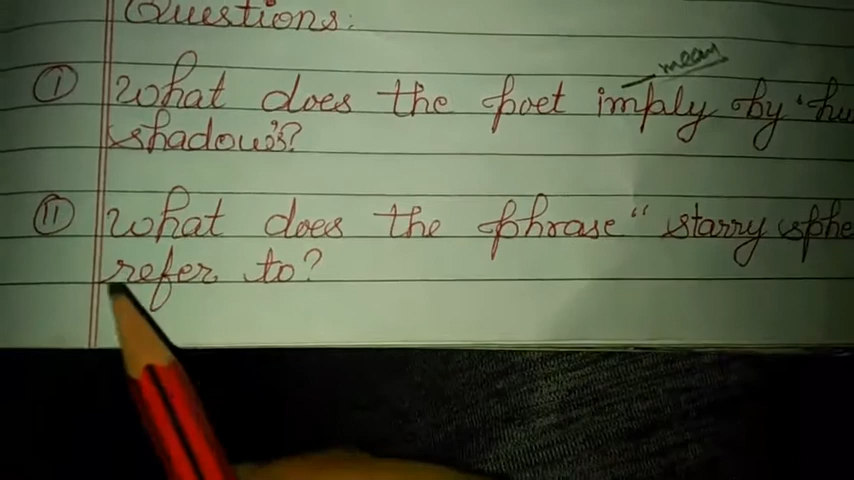 Questions:
mean
(i) What does the poet imply by "hu
shadows?
(ii) What does the phrase "starry sphe
refer to?